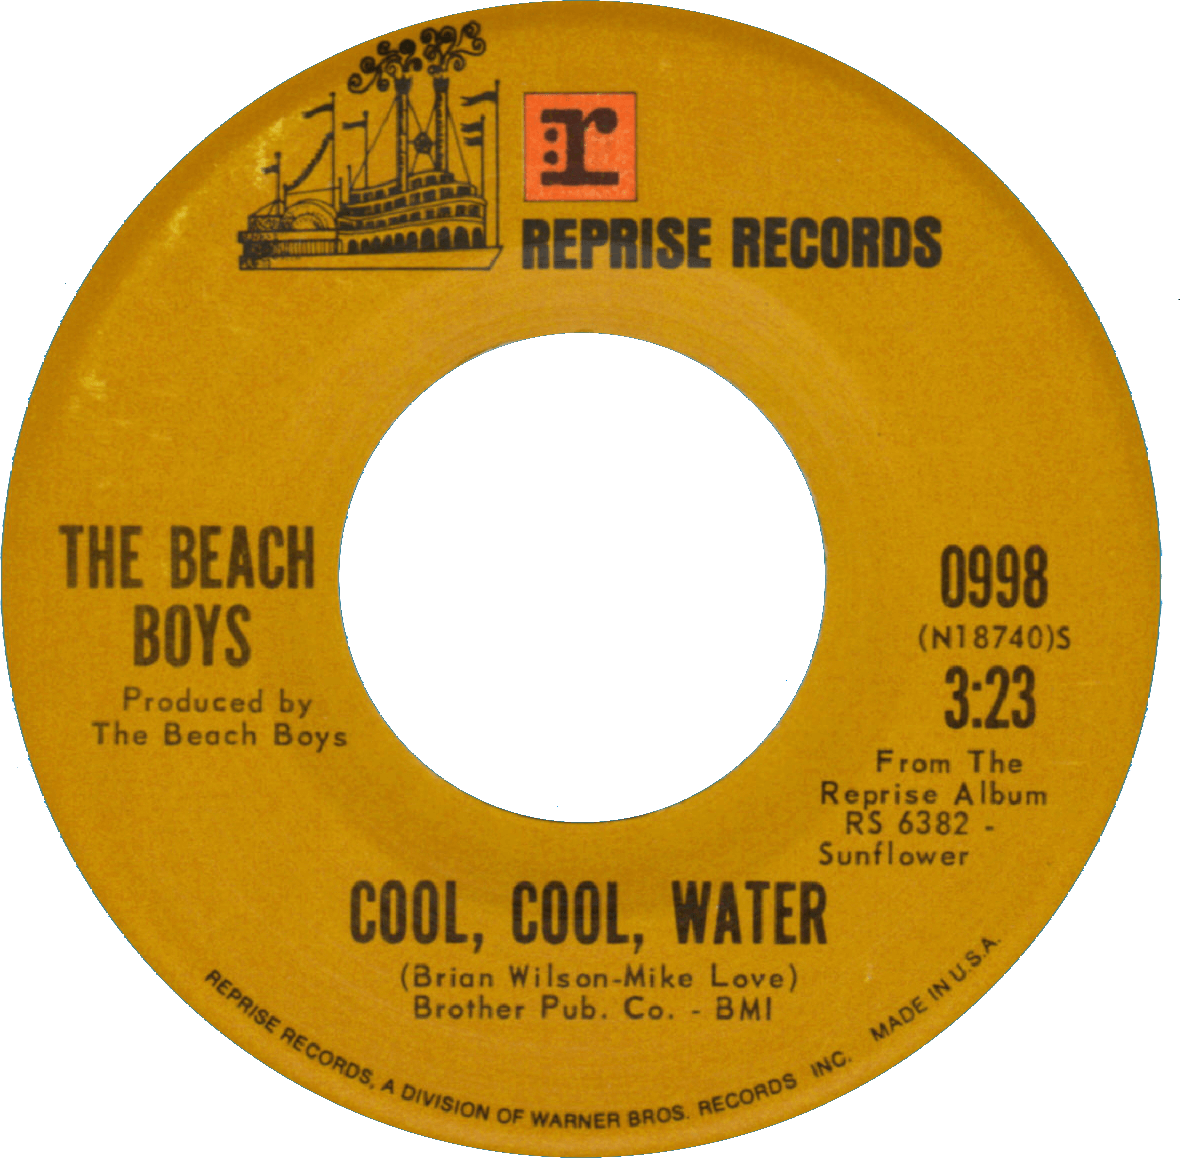 r:
REPRISE RECORDS
THE BEACH
BOYS
Produced by
The Beach Boys
0998
(N18740)S
3:23
From The
Reprise Album
RS 6382 -
Sunflower
COOL, COOL, WATER
(Brian Wilson-Mike Love)
Brother Pub. Co. - BMI
REPRISE RECORDS, A DIVISION OF WARNER BROS. RECORDS INC. MADE IN U.S.A.